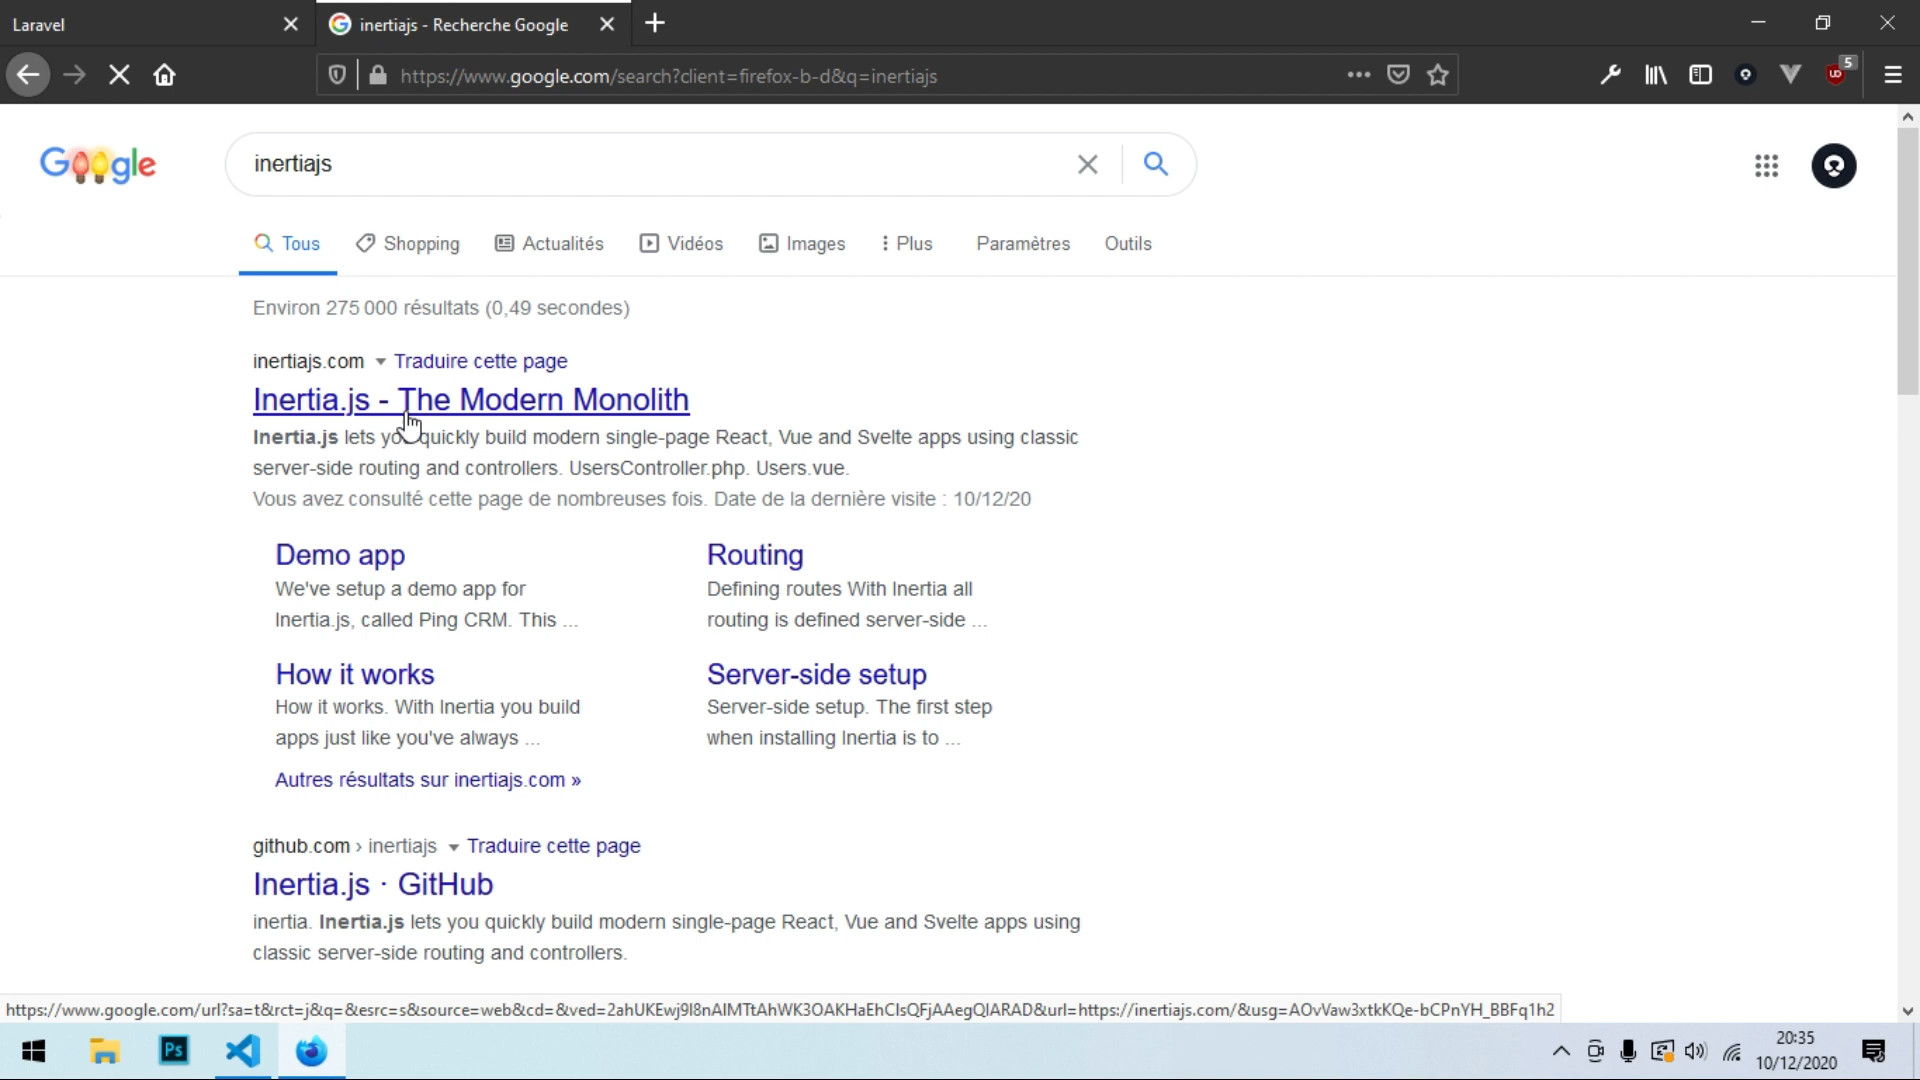 Laravel
inertiajs - Recherche Google
https://www.google.com/search?client=firefox-b-d&q=inertiajs
5
Google
inertiajs
Tous
Shopping
Actualités
Vidéos
Images
Plus
Paramètres
Outils
Environ 275 000 résultats (0,49 secondes)
inertiajs.com
Traduire cette page
Inertia.js - The Modern Monolith
Inertia.js lets you quickly build modern single-page React, Vue and Svelte apps using classic
server-side routing and controllers. UsersController.php. Users.vue.
Vous avez consulté cette page de nombreuses fois. Date de la dernière visite : 10/12/20
Demo app
We've setup a demo app for
Inertia.js, called Ping CRM. This ...
Routing
Defining routes With Inertia all
routing is defined server-side ...
How it works
How it works. With Inertia you build
apps just like you've always ...
Server-side setup
Server-side setup. The first step
when installing Inertia is to ...
Autres résultats sur inertiajs.com »
github.com › inertiajs
Traduire cette page
Inertia.js · GitHub
inertia. Inertia.js lets you quickly build modern single-page React, Vue and Svelte apps using
classic server-side routing and controllers.
https://www.google.com/url?sa=t&rct=j&q=&esrc=s&source=web&cd=&ved=2ahUKEwj9l8nAlMTtAhWK3OAKHaEhClsQFjAAegQIARAD&url=https://inertiajs.com/&usg=AOvVaw3xtkKQe-bCPnYH_BBFq1h2
Ps
20:35
10/12/2020